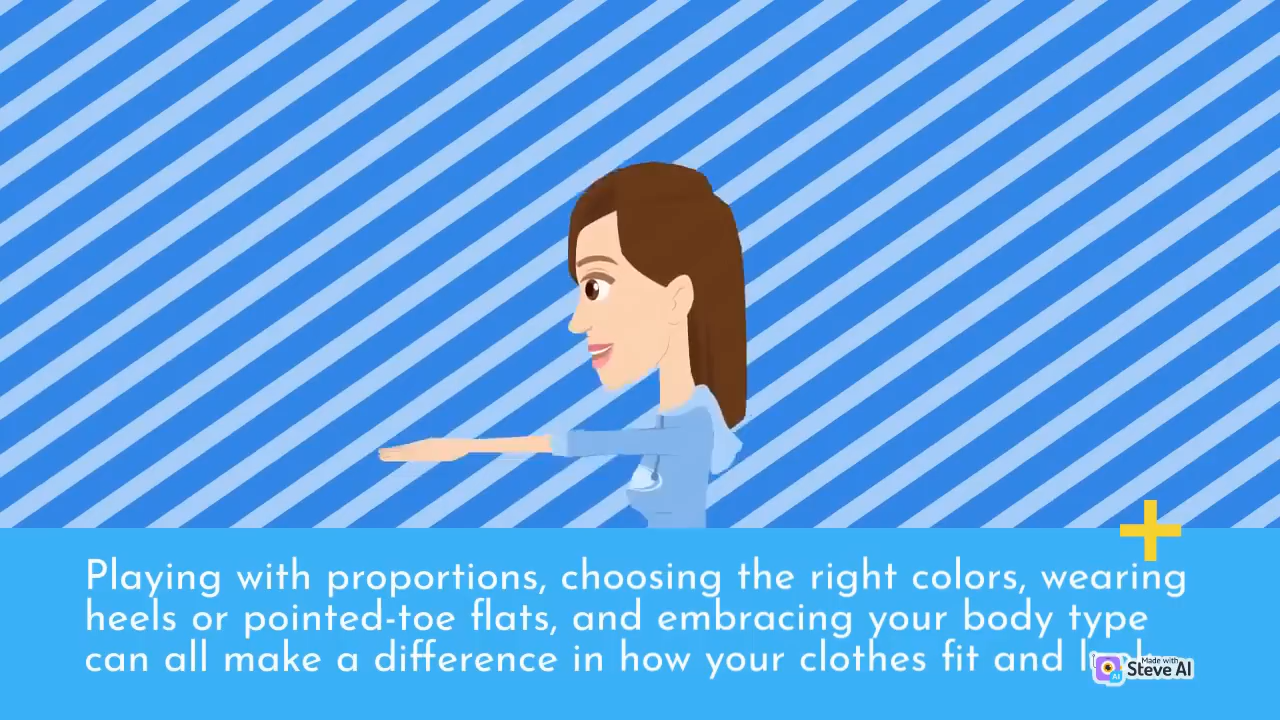 Playing with proportions, choosing the right colors, wearing
heels or pointed-toe flats, and embracing your body type
can all make a difference in how your clothes fit and
Made with
Steve AI
AI